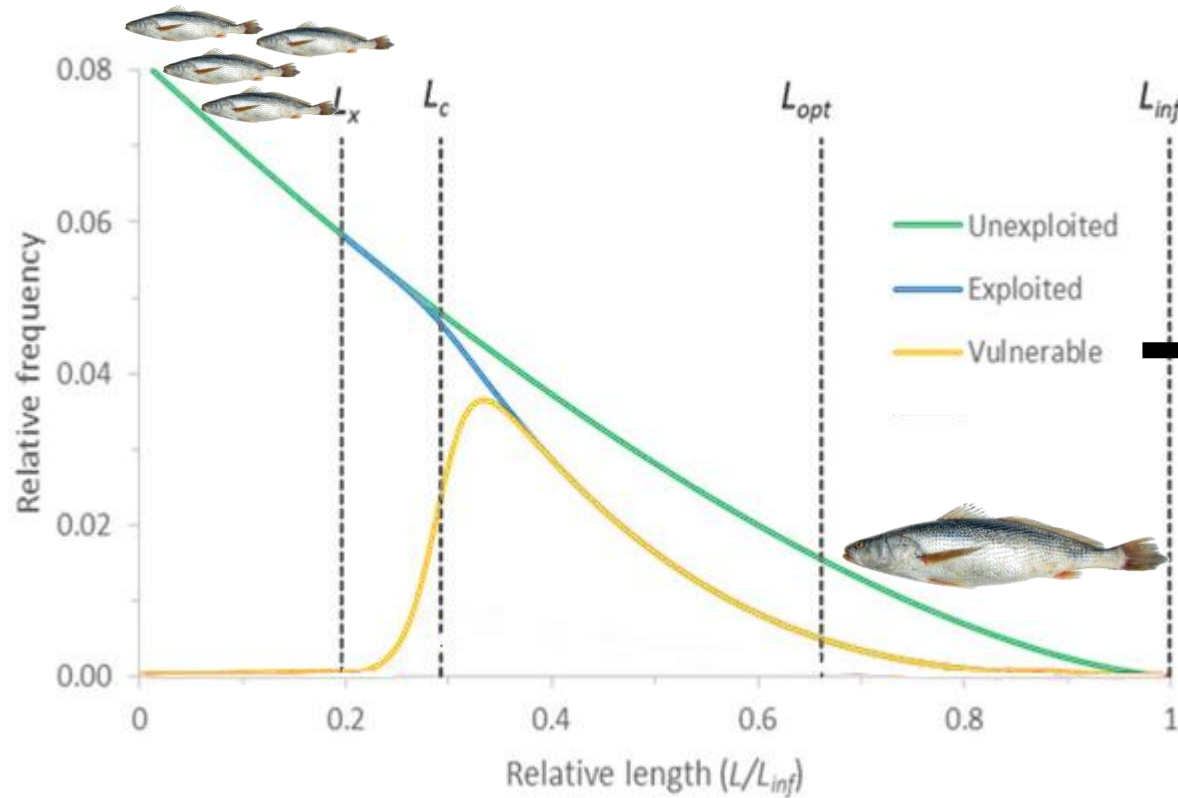 0.08
0.06
0.04
0.02
0.00
Relative frequency
Lx
Lc
Lopt
Linf
Unexploited
Exploited
Vulnerable
0
0.2
0.4
0.6
0.8
1
Relative length (L/Linf)